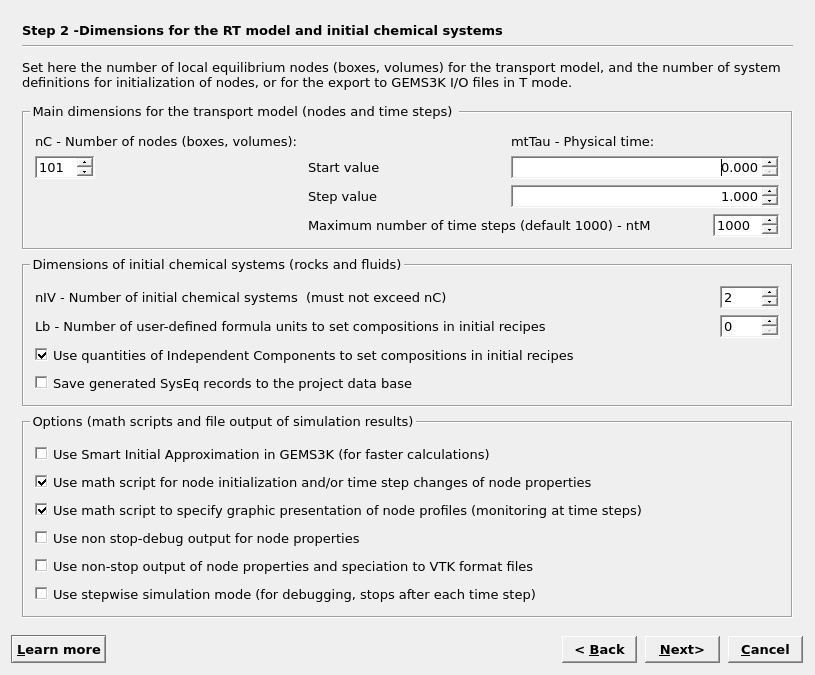 Step 2 -Dimensions for the RT model and initial chemical systems
Set here the number of local equilibrium nodes (boxes, volumes) for the transport model, and the number of system
definitions for initialization of nodes, or for the export to GEMS3K I/O files in T mode.
Main dimensions for the transport model (nodes and time steps)
nC - Number of nodes (boxes, volumes): mtTau - Physical time:
101 Start value 0.000
Step value 1.000
Maximum number of time steps (default 1000) - ntM 1000
Dimensions of initial chemical systems (rocks and fluids)
nIV - Number of initial chemical systems (must not exceed nC) 2
Lb - Number of user-defined formula units to set compositions in initial recipes 0
Use quantities of Independent Components to set compositions in initial recipes
Save generated SysEq records to the project data base
Options (math scripts and file output of simulation results)
Use Smart Initial Approximation in GEMS3K (for faster calculations)
Use math script for node initialization and/or time step changes of node properties
Use math script to specify graphic presentation of node profiles (monitoring at time steps)
Use non stop-debug output for node properties
Use non-stop output of node properties and speciation to VTK format files
Use stepwise simulation mode (for debugging, stops after each time step)
Learn more < Back Next> Cancel